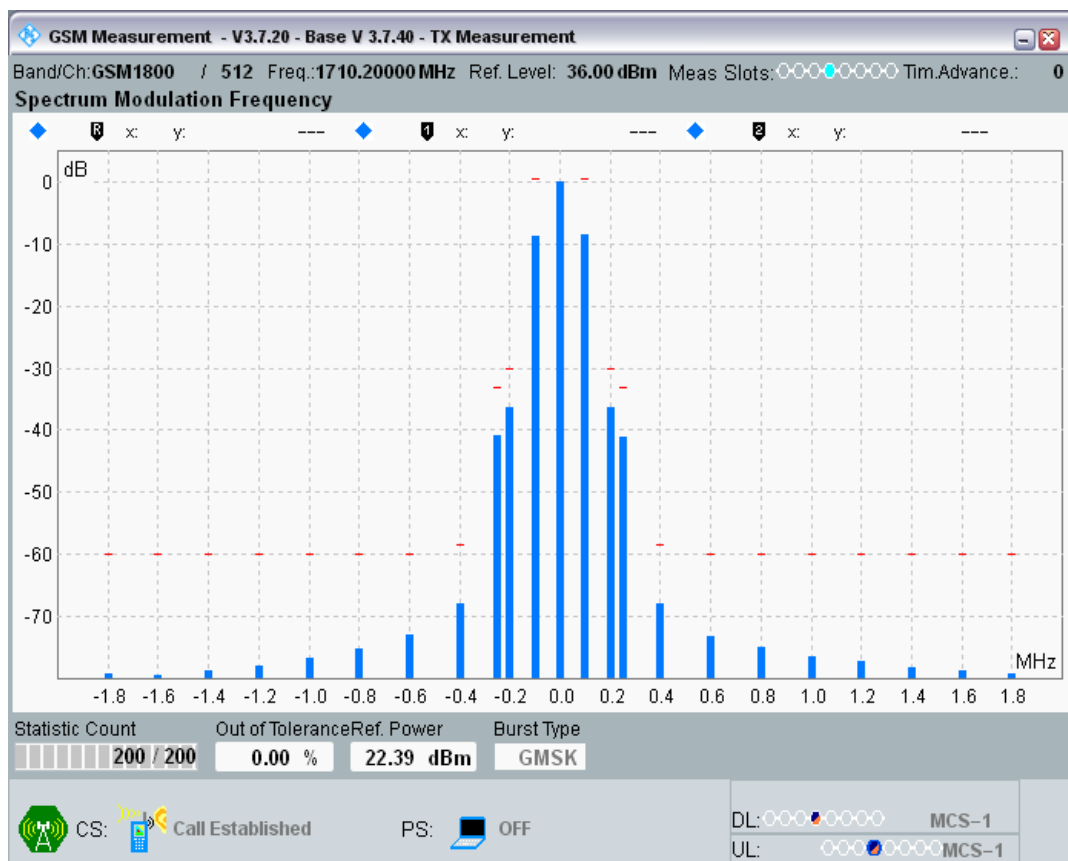 GSM Measurement - V3.7.20 - Base V 3.7.40 - TX Measurement
Band/Ch:GSM1800 / 512 Freq.:1710.20000 MHz Ref. Level: 36.00 dBm Meas Slots: Tim.Advance.: 0
Spectrum Modulation Frequency
R x: y: --- 1 x: y: --- 2 x: y: ---
dB
0
-10
-20
-30
-40
-50
-60
-70
MHz
-1.8 -1.6 -1.4 -1.2 -1.0 -0.8 -0.6 -0.4 -0.2 0.0 0.2 0.4 0.6 0.8 1.0 1.2 1.4 1.6 1.8
Statistic Count Out of Tolerance Ref. Power Burst Type
200 / 200 0.00 % 22.39 dBm GMSK
CS: Call Established PS: OFF
DL: MCS-1
UL: MCS-1